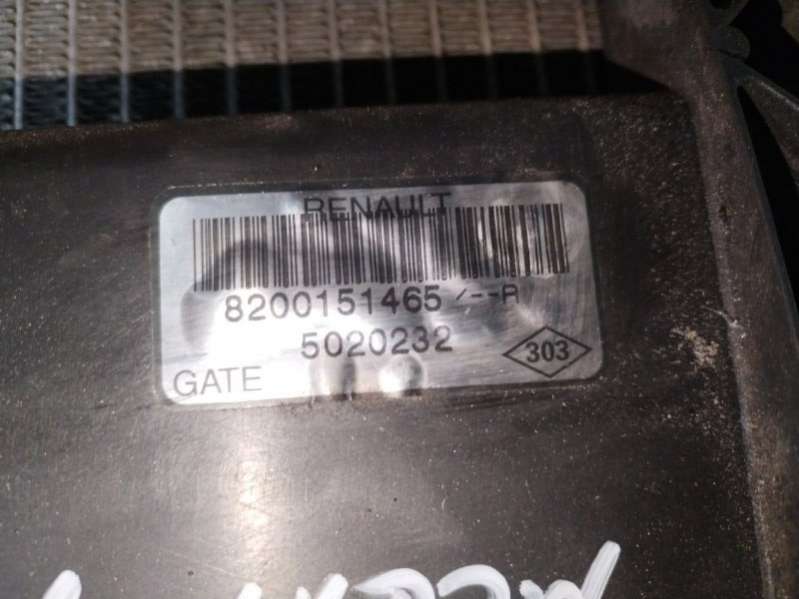 RENAULT
8200151465 /--R
5020232
303
GATE